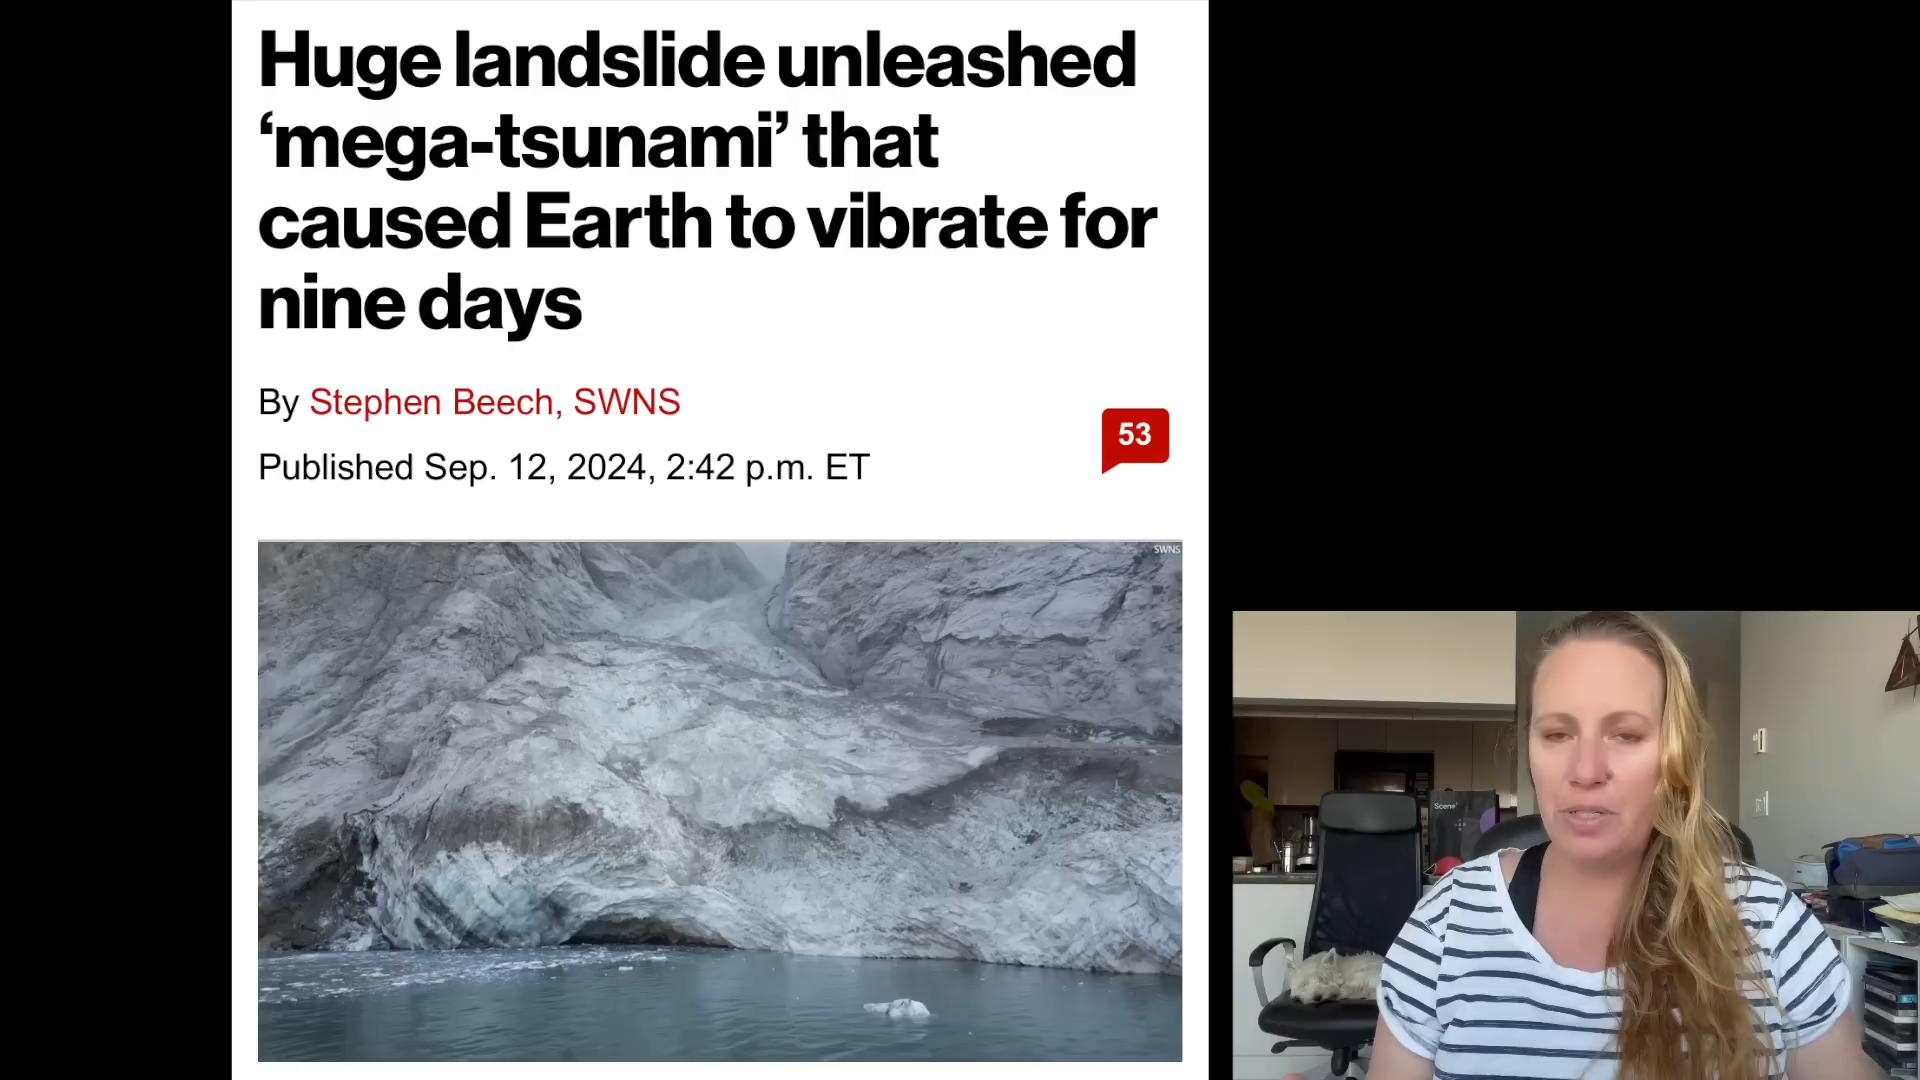 Huge landslide unleashed
‘mega-tsunami’ that
caused Earth to vibrate for
nine days
By Stephen Beech, SWNS
53
Published Sep. 12, 2024, 2:42 p.m. ET
SWNS
Scene+